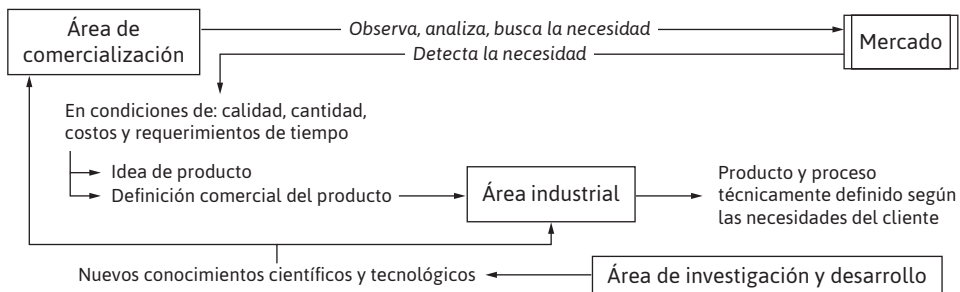 Área de
comercialización
Observa, analiza, busca la necesidad
Detecta la necesidad
Mercado
En condiciones de: calidad, cantidad,
costos y requerimientos de tiempo
Idea de producto
Definición comercial del producto
Área industrial
Producto y proceso
técnicamente definido según
las necesidades del cliente
Nuevos conocimientos científicos y tecnológicos
Área de investigación y desarrollo